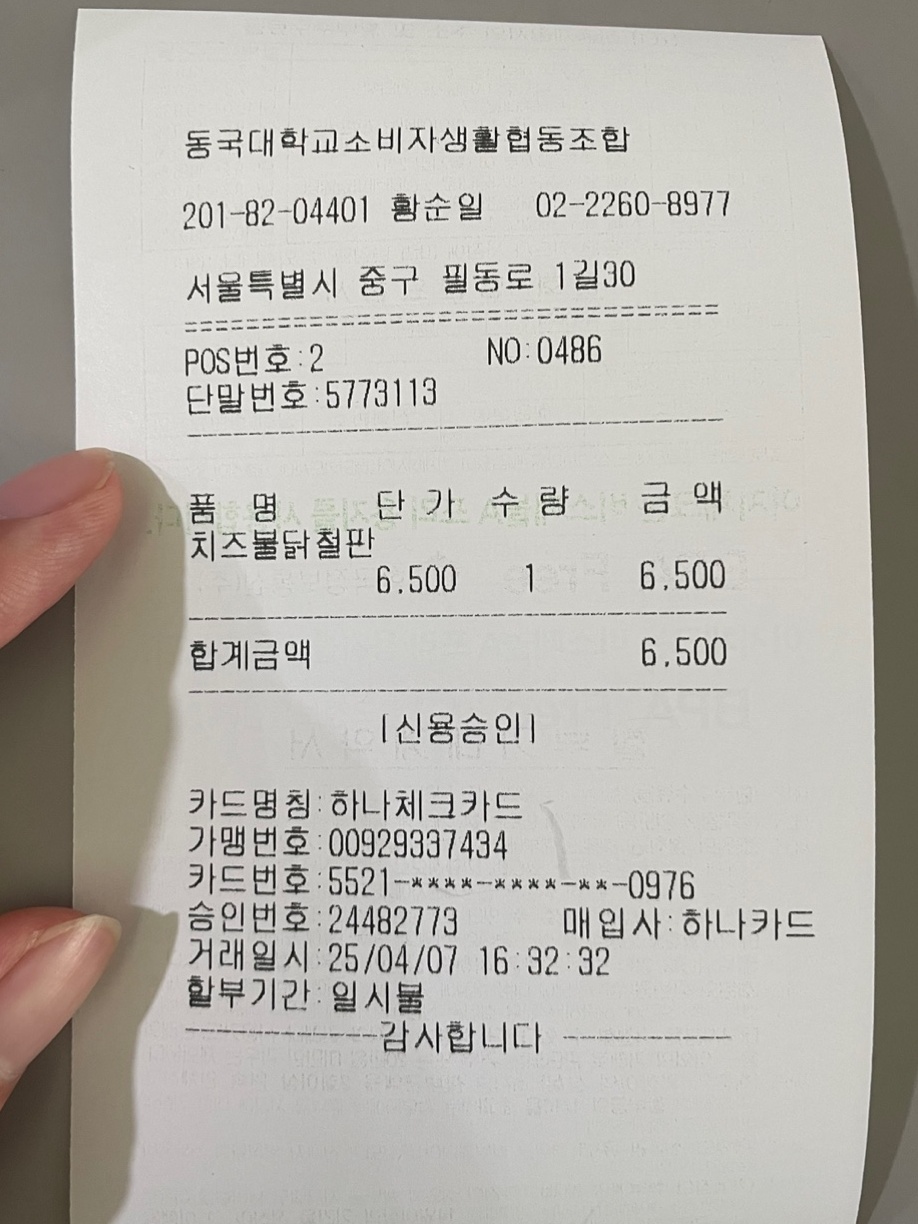 동국대학교소비자생활협동조합
201-82-04401 황순일 02-2260-8977
서울특별시 중구 필동로 1길30
POS번호:2 NO:0486
단말번호:5773113
품 명 단 가 수 량 금 액
치즈불닭철판
6,500 1 6,500
합계금액 6,500
[신용승인]
카드명칭:하나체크카드
가맹번호:00929337434
카드번호:5521-****-****-**-0976
승인번호:24482773 매입사:하나카드
거래일시:25/04/07 16:32:32
할부기간:일시불
------------감사합니다 -----------